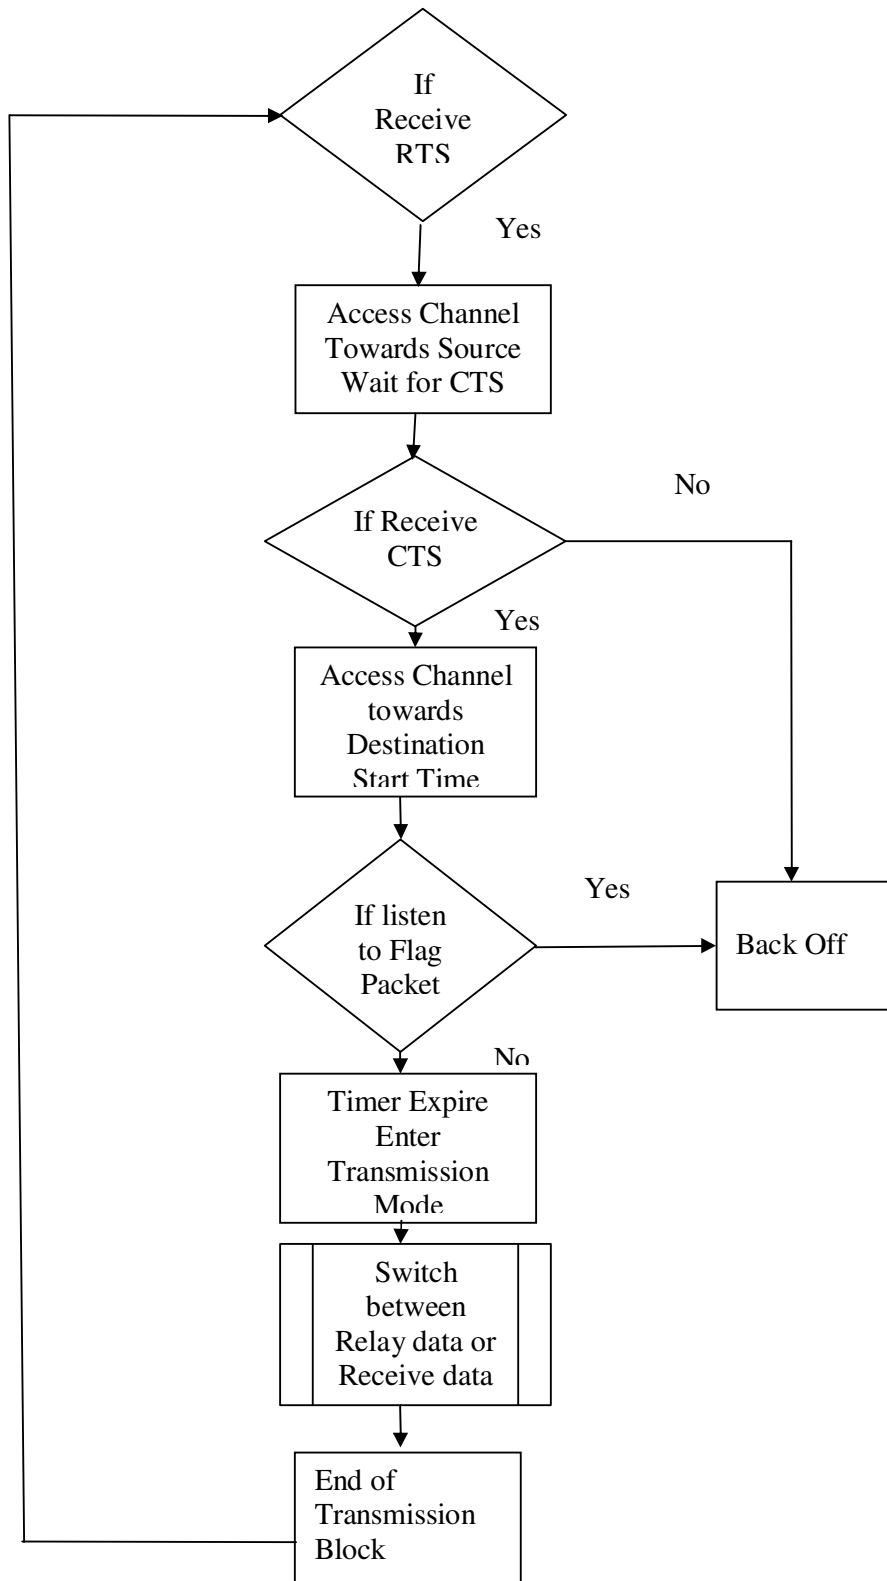 If
Receive
RTS
Yes
Access Channel
Towards Source
Wait for CTS
No
If Receive
CTS
Yes
Access Channel
towards
Destination
Start Time
Yes
If listen
to Flag
Packet
Back Off
No
Timer Expire
Enter
Transmission
Mode
Switch
between
Relay data or
Receive data
End of
Transmission
Block